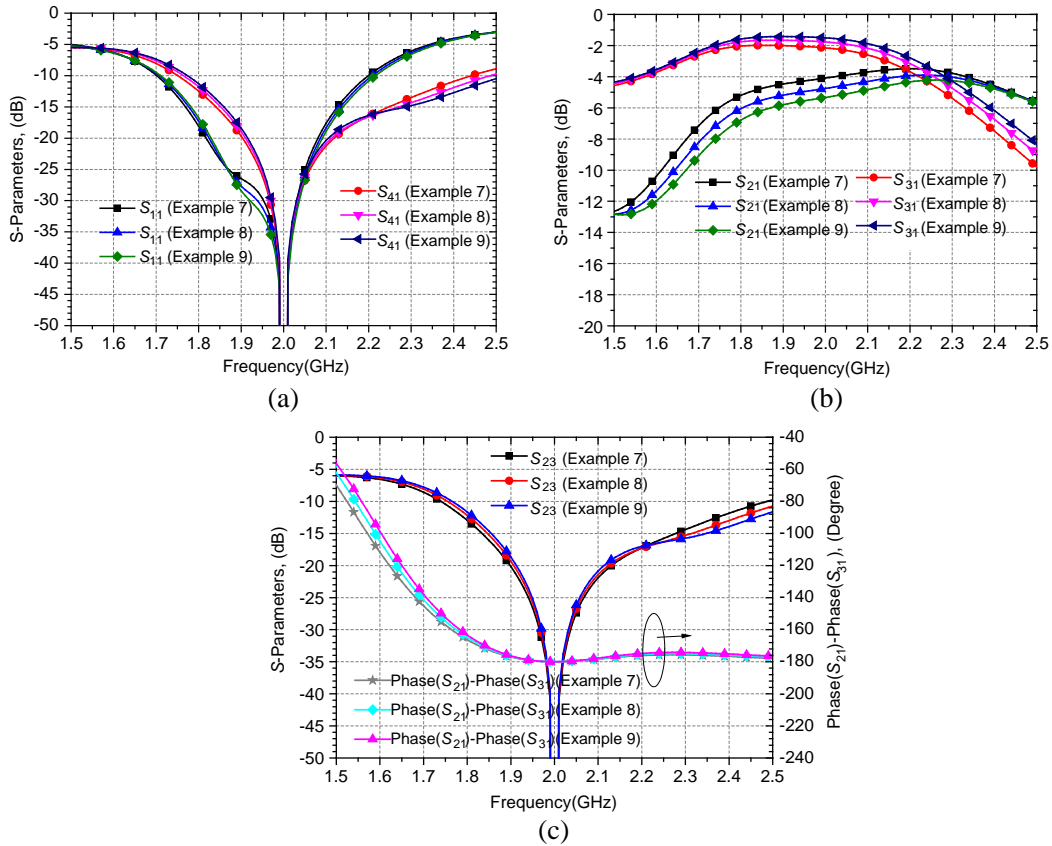 0
-5
-10
-15
-20
-25
-30
-35
-40
-45
-50
S-Parameters, (dB)
S11 (Example 7)
S11 (Example 8)
S11 (Example 9)
S41 (Example 7)
S41 (Example 8)
S41 (Example 9)
1.5 1.6 1.7 1.8 1.9 2.0 2.1 2.2 2.3 2.4 2.5
Frequency(GHz)
(a)
0
-2
-4
-6
-8
-10
-12
-14
-16
-18
-20
S-Parameters, (dB)
S21 (Example 7)
S21 (Example 8)
S21 (Example 9)
S31 (Example 7)
S31 (Example 8)
S31 (Example 9)
1.5 1.6 1.7 1.8 1.9 2.0 2.1 2.2 2.3 2.4 2.5
Frequency(GHz)
(b)
0
-5
-10
-15
-20
-25
-30
-35
-40
-45
-50
S-Parameters, (dB)
S23 (Example 7)
S23 (Example 8)
S23 (Example 9)
Phase(S21)-Phase(S31)(Example 7)
Phase(S21)-Phase(S31)(Example 8)
Phase(S21)-Phase(S31)(Example 9)
-40
-60
-80
-100
-120
-140
-160
-180
-200
-220
-240
Phase(S21)-Phase(S31), (Degree)
1.5 1.6 1.7 1.8 1.9 2.0 2.1 2.2 2.3 2.4 2.5
Frequency(GHz)
(c)